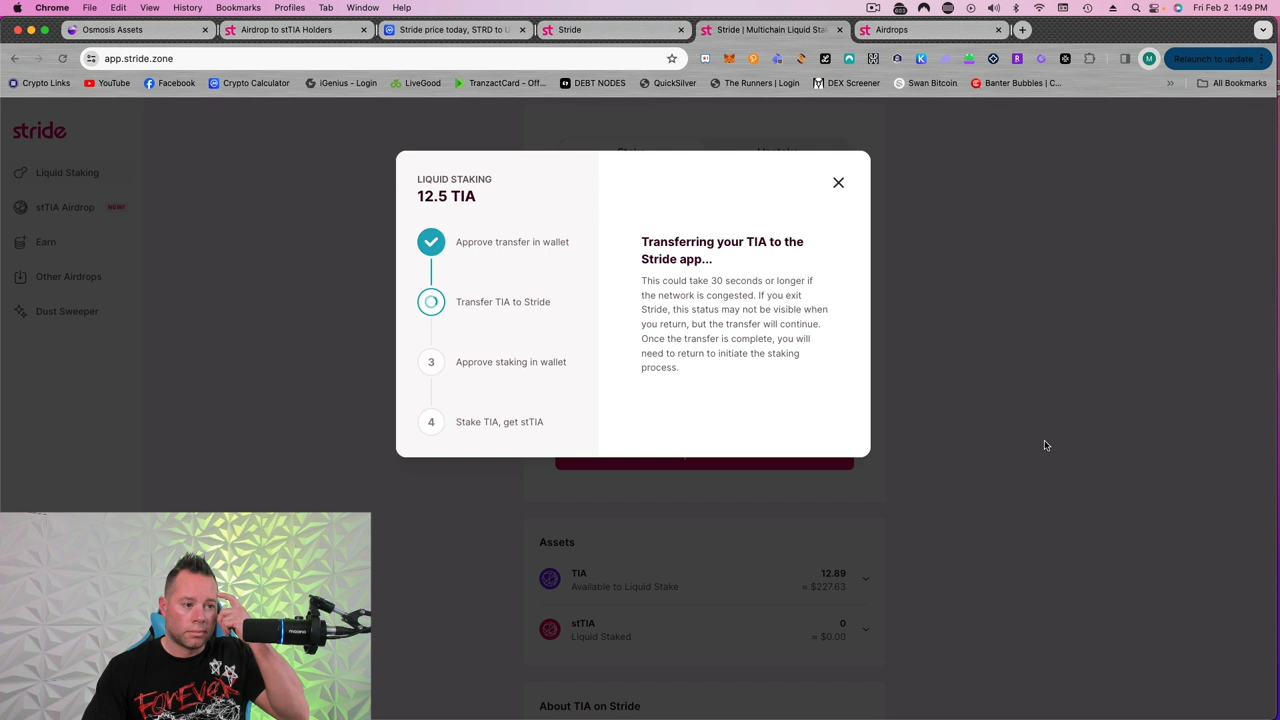 Chrome File Edit View History Bookmarks Profiles Tab Window Help
Fri Feb 2 1:49 PM
Osmosis Assets
Airdrop to stTIA Holders
Stride price today, STRD to U
Stride
Stride | Multichain Liquid Sta
Airdrops
app.stride.zone
M
Relaunch to update
Crypto Links
YouTube
Facebook
Crypto Calculator
iGenius - Login
LiveGood
TranzactCard – Off...
DEBT NODES
QuickSilver
The Runners | Login
DEX Screener
Swan Bitcoin
Banter Bubbles | C...
All Bookmarks
stride
Liquid Staking
stTIA Airdrop NEW!
Earn
Other Airdrops
Dust Sweeper
LIQUID STAKING
12.5 TIA
Approve transfer in wallet
Transfer TIA to Stride
3 Approve staking in wallet
4 Stake TIA, get stTIA
Transferring your TIA to the
Stride app...
This could take 30 seconds or longer if
the network is congested. If you exit
Stride, this status may not be visible when
you return, but the transfer will continue.
Once the transfer is complete, you will
need to return to initiate the staking
process.
Assets
TIA 12.89
Available to Liquid Stake ≈ $227.63
stTIA 0
Liquid Staked ≈ $0.00
About TIA on Stride
maono
FOREVER